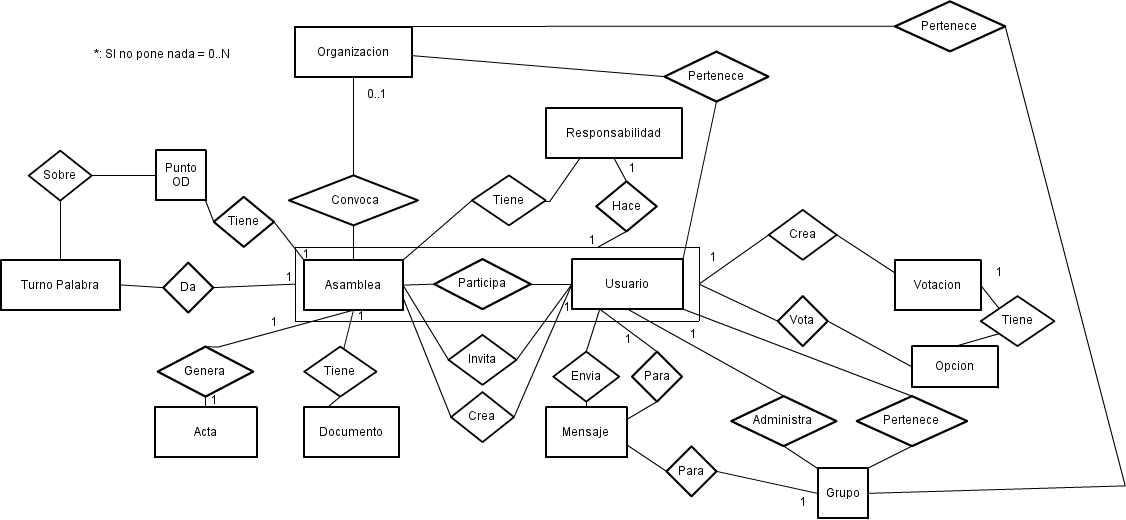 Pertenece
Organizacion
*: SI no pone nada = 0..N
Pertenece
0..1
Responsabilidad
Sobre
Punto
OD
1
Tiene
Convoca
Hace
Tiene
1
1
1
Crea
1
1
Turno Palabra
Da
Asamblea
Participa
Usuario
Votacion
1
1
1
Vota
Tiene
1
1
Genera
Tiene
Invita
Envia
Para
Opcion
1
Crea
Administra
Pertenece
Acta
Documento
Mensaje
Para
Grupo
1